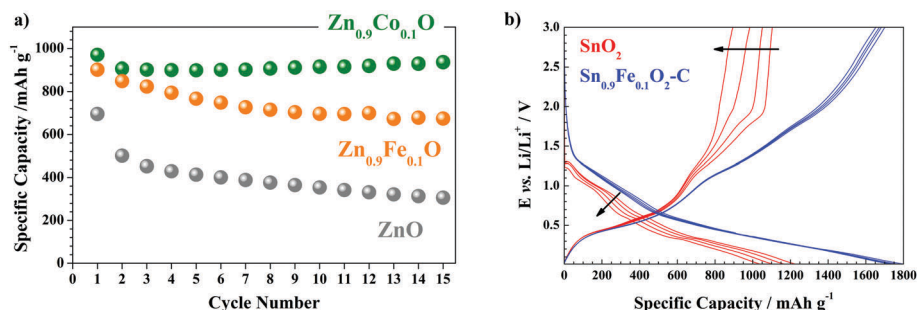 a)
Zn₀.₉Co₀.₁O
Zn₀.₉Fe₀.₁O
ZnO
Specific Capacity /mAh g⁻¹
1000
800
600
400
200
0
1 2 3 4 5 6 7 8 9 10 11 12 13 14 15
Cycle Number
b)
SnO₂
Sn₀.₉Fe₀.₁O₂-C
E vs. Li/Li⁺ / V
3.0
2.5
2.0
1.5
1.0
0.5
0 200 400 600 800 1000 1200 1400 1600 1800
Specific Capacity / mAh g⁻¹